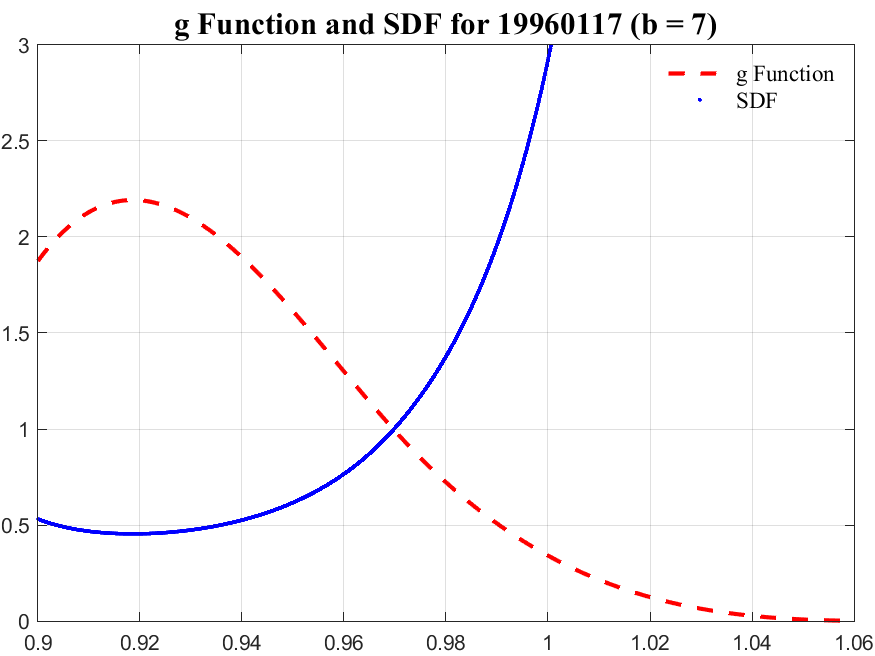 g Function and SDF for 19960117 (b = 7)
g Function
SDF
3
2.5
2
1.5
1
0.5
0
0.9 0.92 0.94 0.96 0.98 1 1.02 1.04 1.06